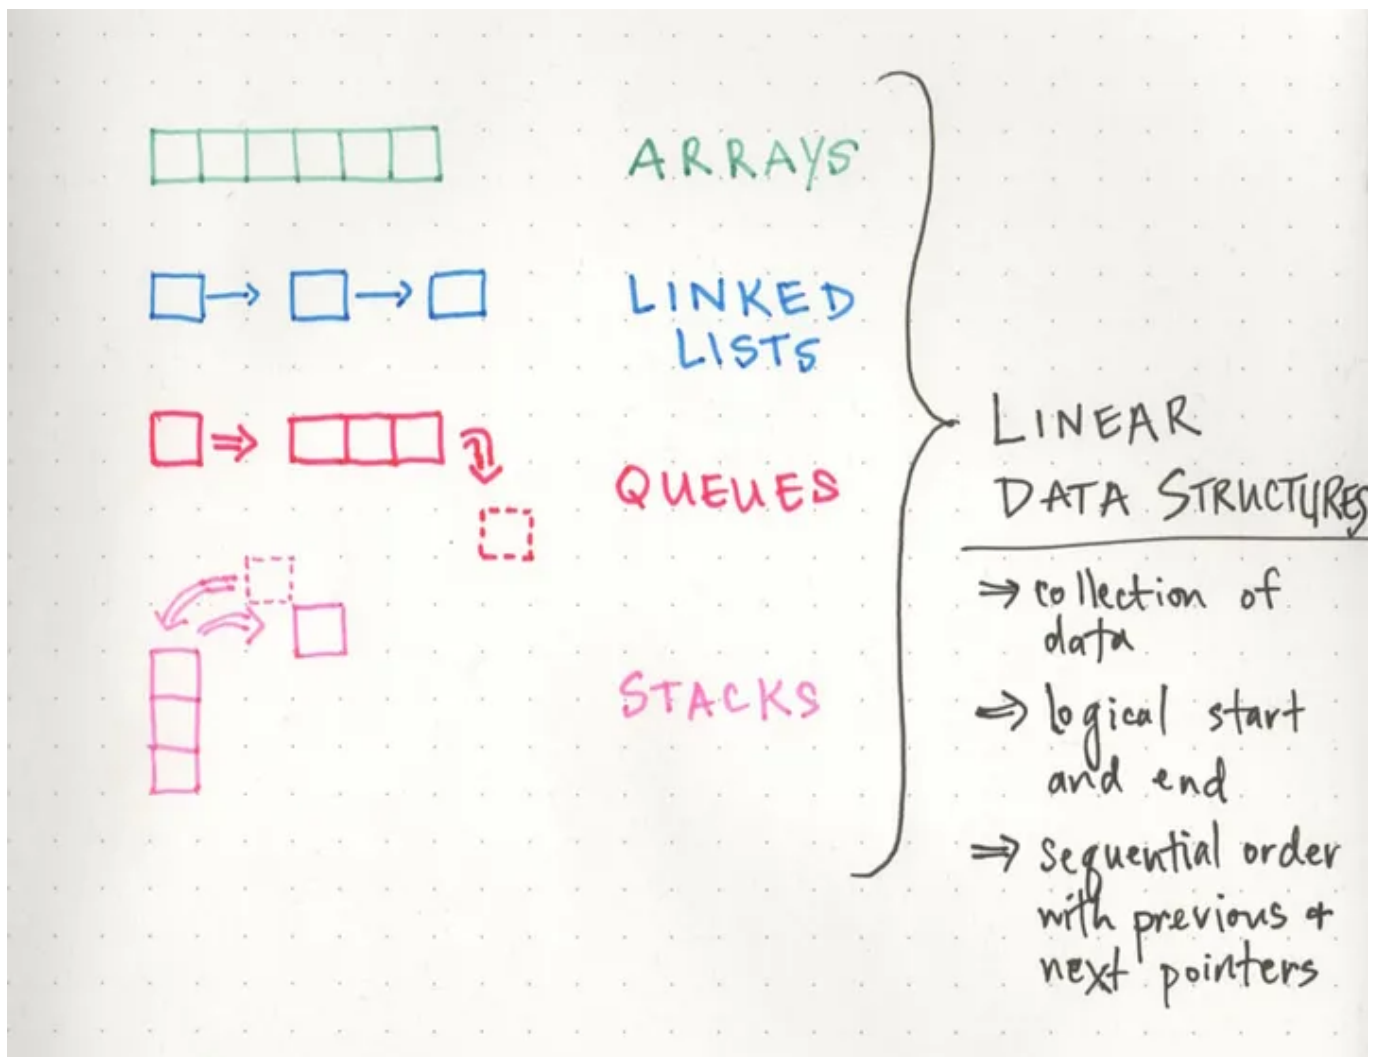 ARRAYS
LINKED
LISTS
QUEUES
STACKS
LINEAR
DATA STRUCTURES
⇒ collection of
data
⇒ logical start
and end
⇒ sequential order
with previous +
next pointers